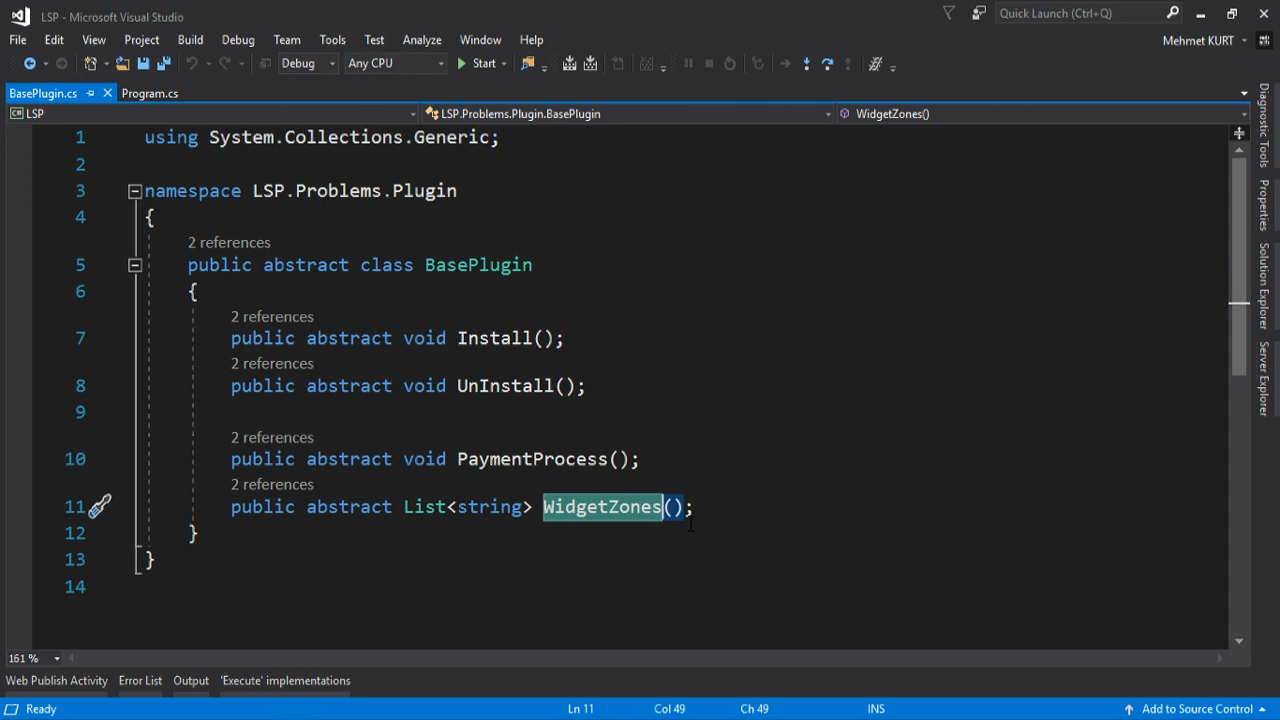 LSP - Microsoft Visual Studio
Quick Launch (Ctrl+Q)
File Edit View Project Build Debug Team Tools Test Analyze Window Help
Mehmet KURT
Debug Any CPU Start
BasePlugin.cs Program.cs
LSP LSP.Problems.Plugin.BasePlugin WidgetZones()
1 using System.Collections.Generic;
2
3 namespace LSP.Problems.Plugin
4 {
2 references
5 public abstract class BasePlugin
6 {
2 references
7 public abstract void Install();
2 references
8 public abstract void UnInstall();
9
2 references
10 public abstract void PaymentProcess();
2 references
11 public abstract List<string> WidgetZones();
12 }
13 }
14
Diagnostic Tools
Properties
Solution Explorer
Server Explorer
161 %
Web Publish Activity Error List Output 'Execute' implementations
Ready Ln 11 Col 49 Ch 49 INS Add to Source Control